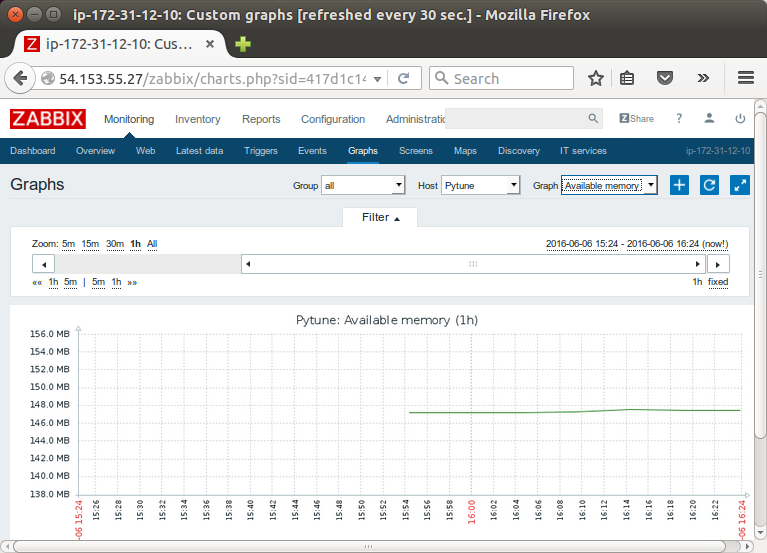 ip-172-31-12-10: Custom graphs [refreshed every 30 sec.] - Mozilla Firefox
Z ip-172-31-12-10: Cus... ×
54.153.55.27/zabbix/charts.php?sid=417d1c14 Search
ZABBIX Monitoring Inventory Reports Configuration Administratio Z Share ?
Dashboard Overview Web Latest data Triggers Events Graphs Screens Maps Discovery IT services ip-172-31-12-10
Graphs Group all Host Pytune Graph Available memory
Filter
Zoom: 5m 15m 30m 1h All 2016-06-06 15:24 - 2016-06-06 16:24 (now!)
«« 1h 5m | 5m 1h »» 1h fixed
Pytune: Available memory (1h)
156.0 MB
154.0 MB
152.0 MB
150.0 MB
148.0 MB
146.0 MB
144.0 MB
142.0 MB
140.0 MB
138.0 MB
-06 15:24 15:26 15:28 15:30 15:32 15:34 15:36 15:38 15:40 15:42 15:44 15:46 15:48 15:50 15:52 15:54 15:56 15:58 16:00 16:02 16:04 16:06 16:08 16:10 16:12 16:14 16:16 16:18 16:20 16:22 -06 16:24